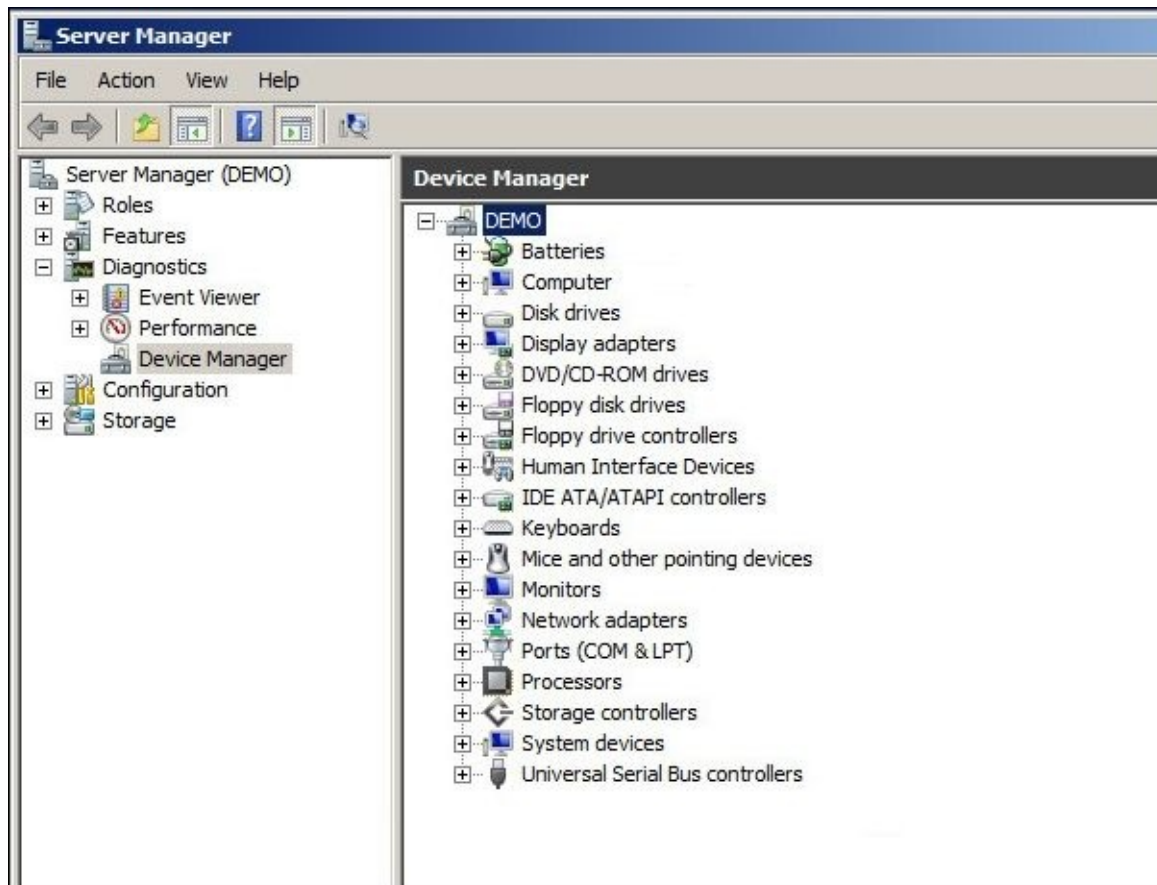 Server Manager
File Action View Help
Server Manager (DEMO)
Roles
Features
Diagnostics
Event Viewer
Performance
Device Manager
Configuration
Storage
Device Manager
DEMO
Batteries
Computer
Disk drives
Display adapters
DVD/CD-ROM drives
Floppy disk drives
Floppy drive controllers
Human Interface Devices
IDE ATA/ATAPI controllers
Keyboards
Mice and other pointing devices
Monitors
Network adapters
Ports (COM & LPT)
Processors
Storage controllers
System devices
Universal Serial Bus controllers